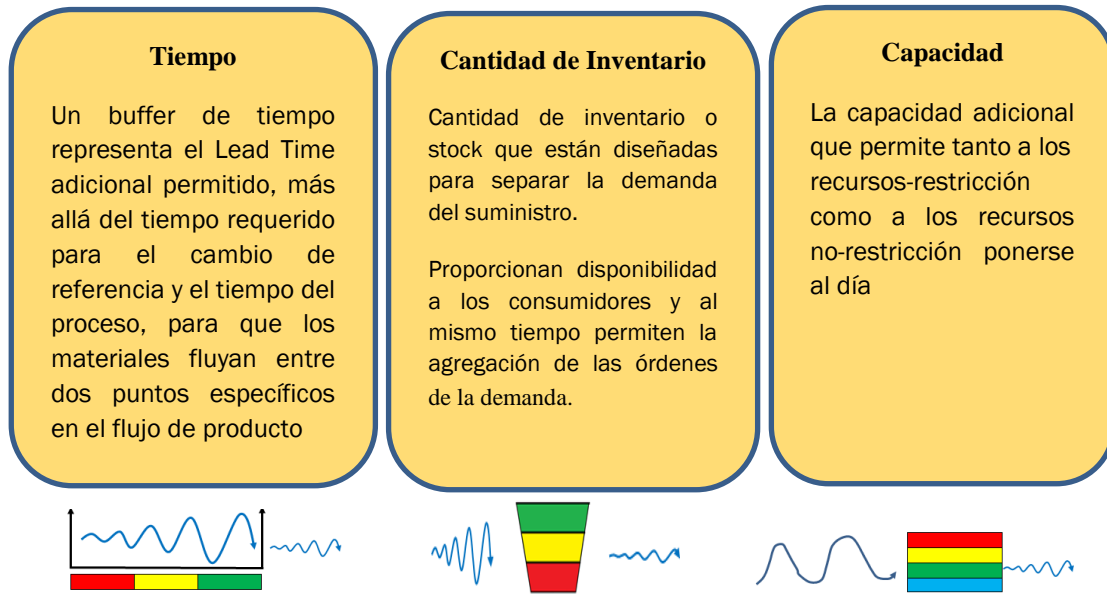 Tiempo
Un buffer de tiempo
representa el Lead Time
adicional permitido, más
allá del tiempo requerido
para el cambio de
referencia y el tiempo del
proceso, para que los
materiales fluyan entre
dos puntos específicos
en el flujo de producto
Cantidad de Inventario
Cantidad de inventario o
stock que están diseñadas
para separar la demanda
del suministro.
Proporcionan disponibilidad
a los consumidores y al
mismo tiempo permiten la
agregación de las órdenes
de la demanda.
Capacidad
La capacidad adicional
que permite tanto a los
recursos-restricción
como a los recursos
no-restricción ponerse
al día